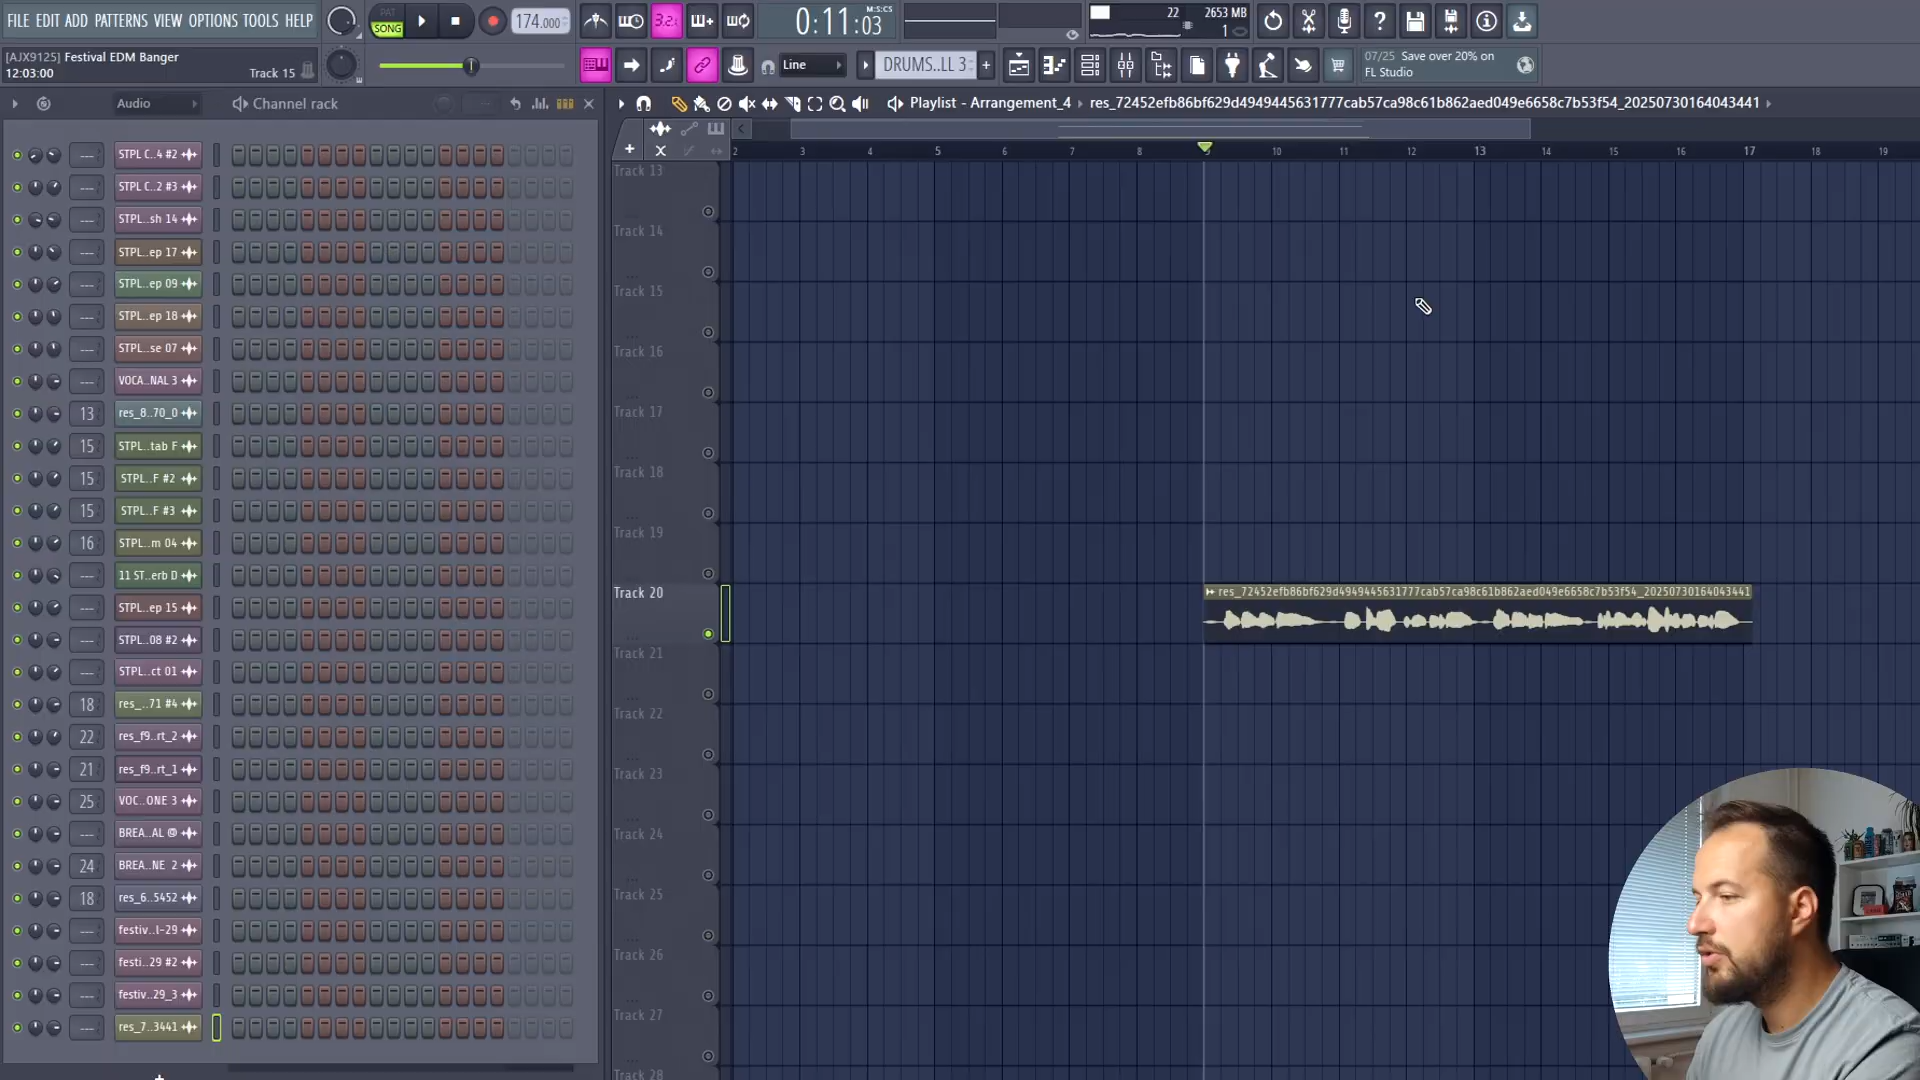 FILE EDIT ADD PATTERNS VIEW OPTIONS TOOLS HELP
PAT
SONG
174.000
3.2.
0:11:03
M:S:CS
22
2653 MB
1
[AJX9125] Festival EDM Banger
12:03:00
Track 15
Line
DRUMS..LL 3
07/25 Save over 20% on
FL Studio
Audio
Channel rack
Playlist - Arrangement_4
res_72452efb86bf629d4949445631777cab57ca98c61b862aed049e6658c7b53f54_20250730164043441
2 3 4 5 6 7 8 9 10 11 12 13 14 15 16 17 18 19
STPL C..4 #2
STPL C..2 #3
STPL..sh 14
STPL..ep 17
STPL..ep 09
STPL..ep 18
STPL..se 07
VOCA..NAL 3
13 res_8..70_0
15 STPL..tab F
15 STPL..F #2
15 STPL..F #3
16 STPL..m 04
11 ST..erb D
STPL..ep 15
STPL..08 #2
STPL..ct 01
18 res_..71 #4
22 res_f9..rt_2
21 res_f9..rt_1
25 VOC..ONE 3
BREA..AL @
24 BREA..NE 2
18 res_6..5452
festiv..l-29
festi..29 #2
festiv..29_3
res_7..3441
Track 13
Track 14
Track 15
Track 16
Track 17
Track 18
Track 19
Track 20
Track 21
Track 22
Track 23
Track 24
Track 25
Track 26
Track 27
Track 28
res_72452efb86bf629d4949445631777cab57ca98c61b862aed049e6658c7b53f54_20250730164043441